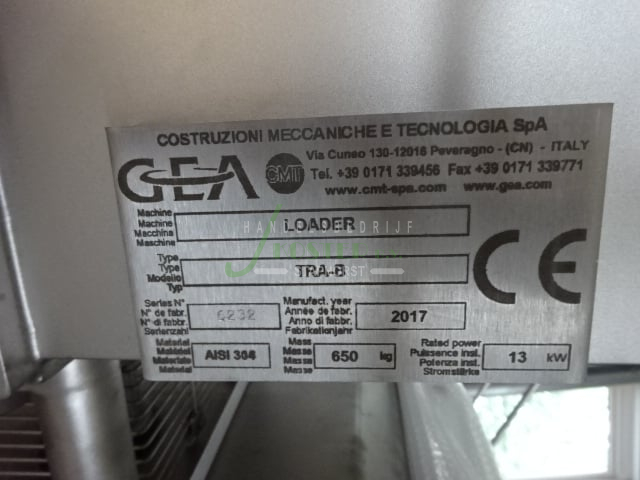 COSTRUZIONI MECCANICHE E TECNOLOGIA SpA
GEA CMT
Via Cuneo 130-12016 Peveragno - (CN) - ITALY
Tel. +39 0171 339456 Fax +39 0171 339771
www.cmt-spa.com www.gea.com
Machine
Machine
Macchina
Maschine
LOADER
HANDELSBEDRIJF
Type
Type
Modello
Typ
TRA-B
Series N°
N° de fabr.
N° di fabbr.
Serienzahl
6232
Manufact. year
Année de fabr.
Anno di fabbr.
Fabrikationjahr
2017
CE
Material
Matériel
Materiale
Material
AISI 304
Mass
Masse
Massa
Masse
650 kg
Rated power
Puissance inst.
Potenza inst.
Stromstärke
13 kW